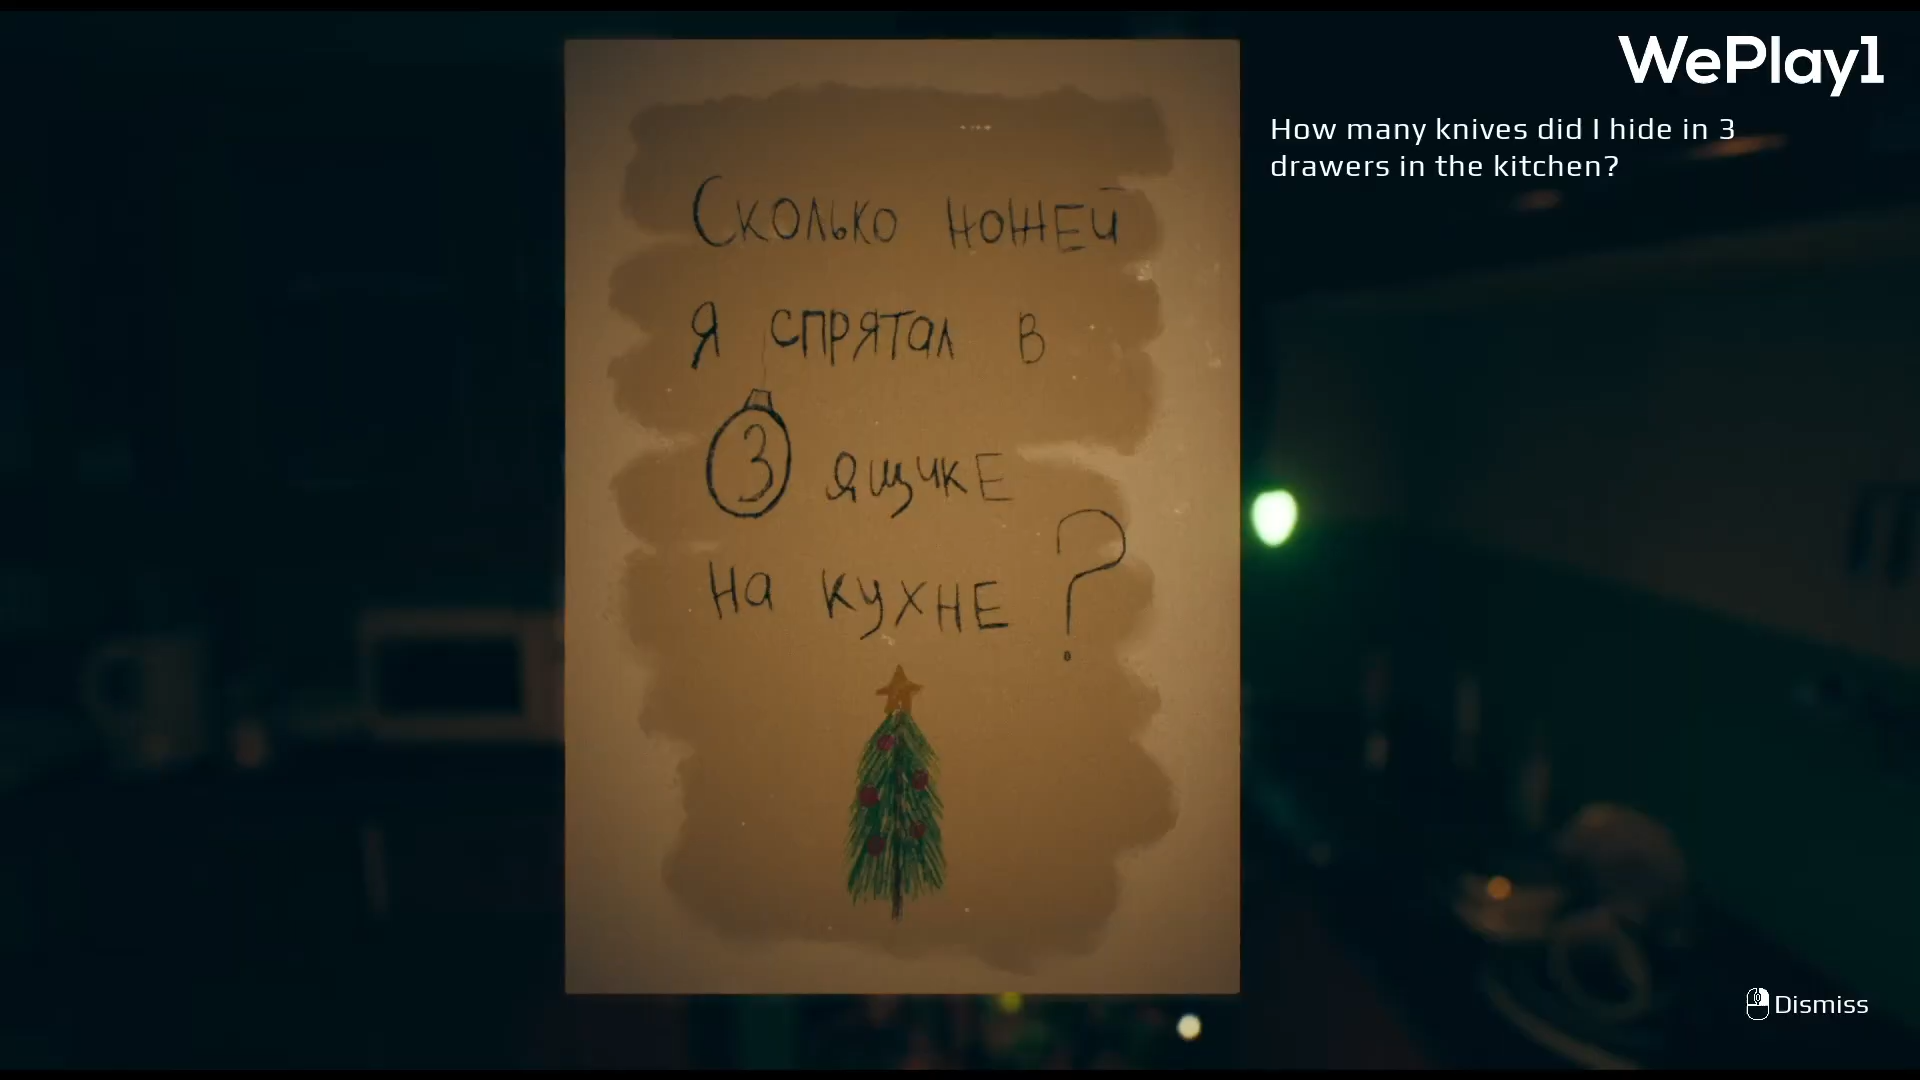 Сколько ножей
я спрятал в
3 ящике
на кухне?
WePlay1
How many knives did I hide in 3
drawers in the kitchen?
Dismiss